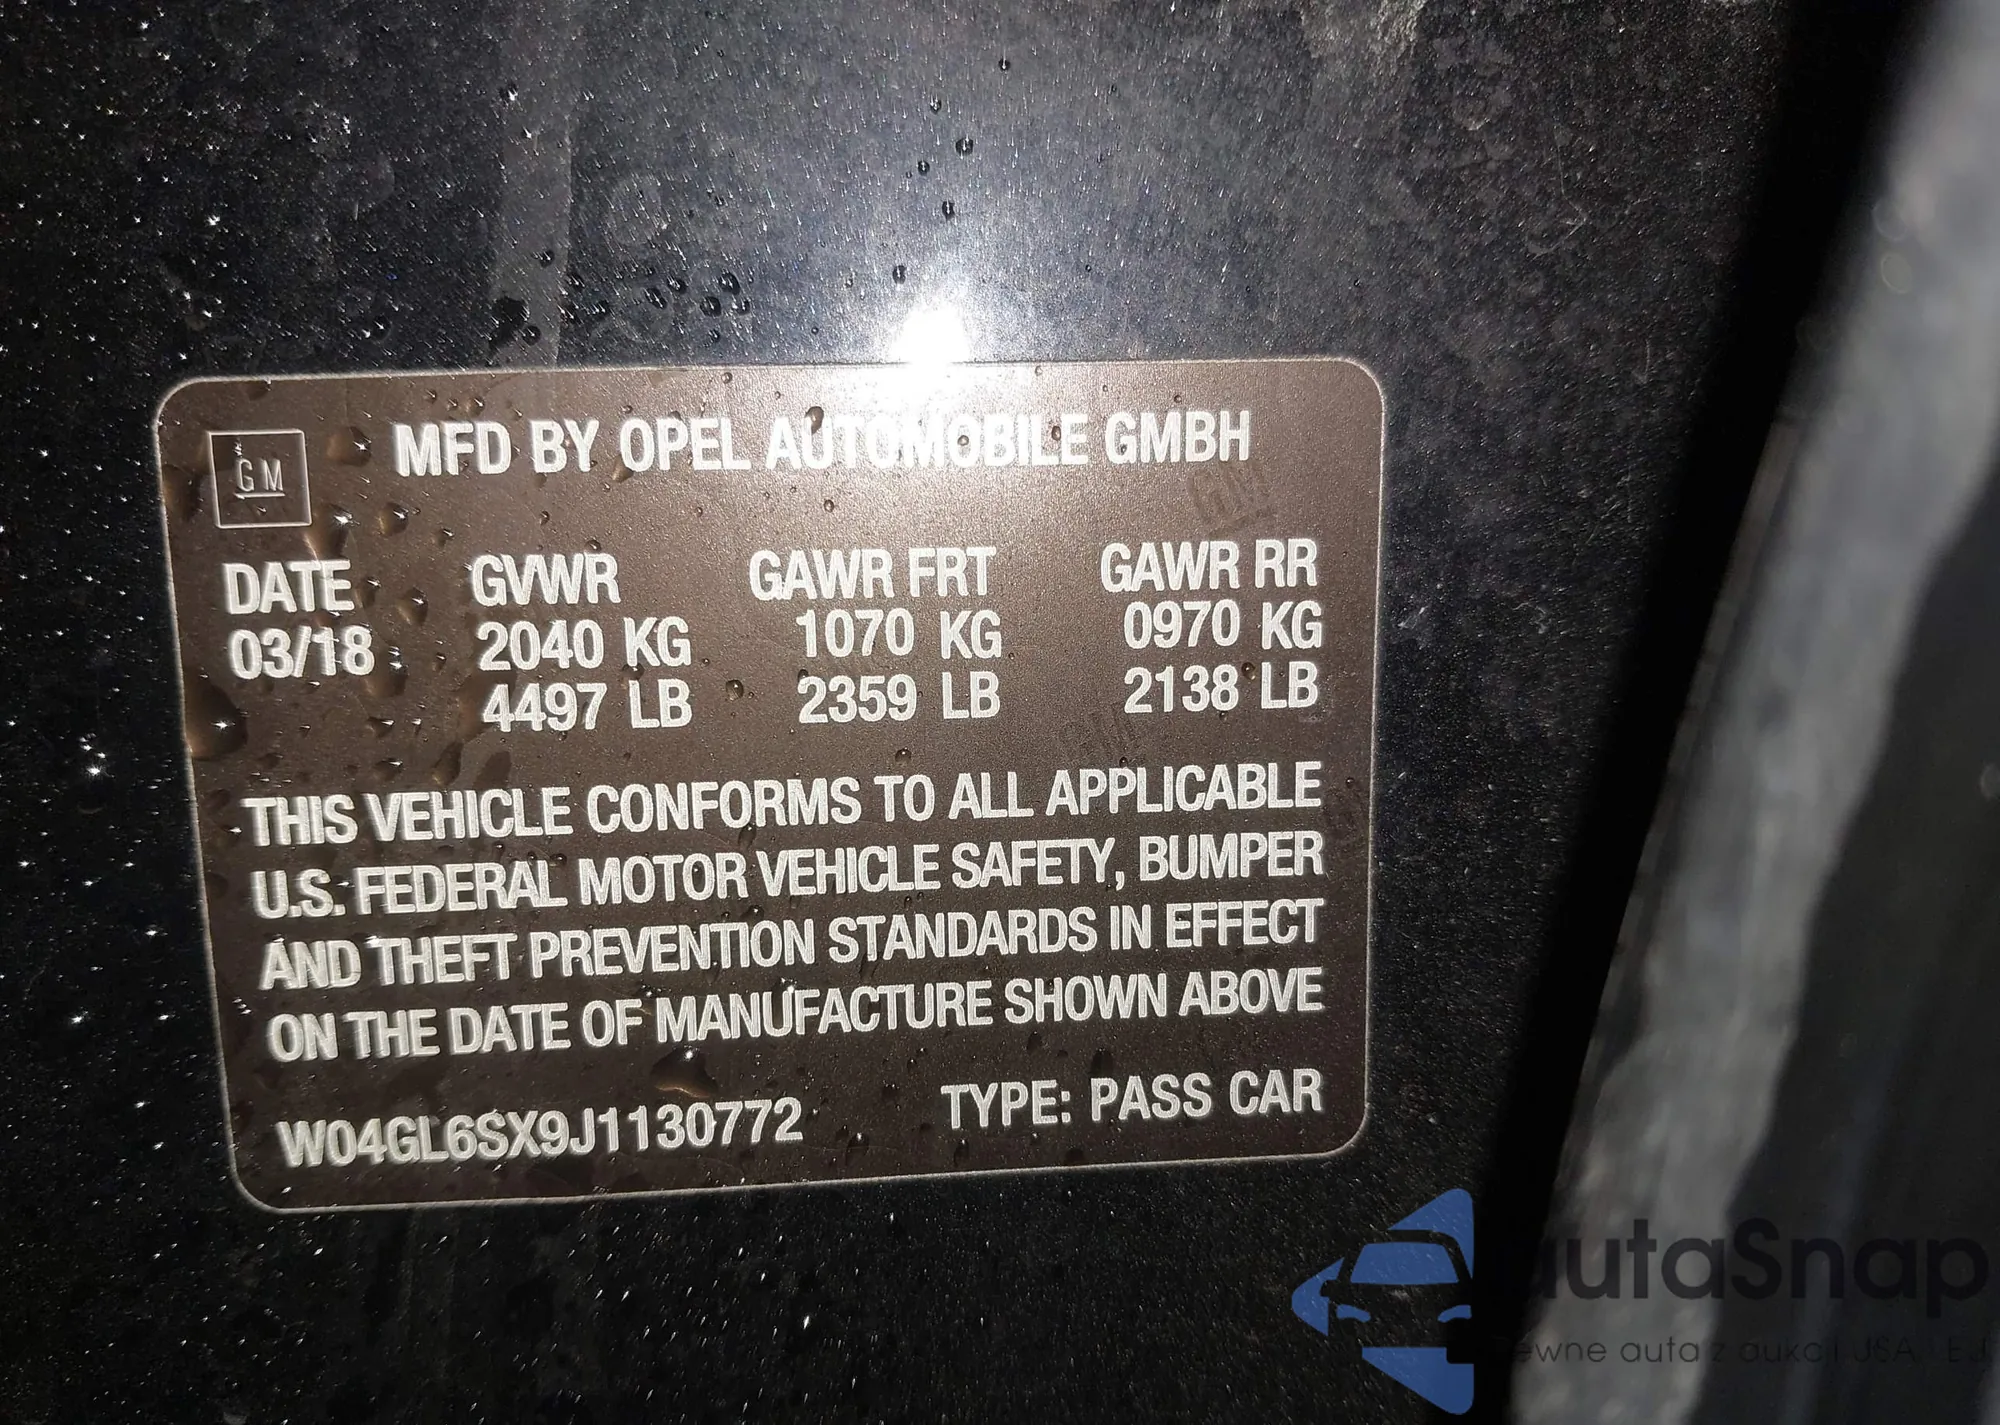 MFD BY OPEL AUTOMOBILE GMBH
GM
DATE GVWR GAWR FRT GAWR RR
03/18 2040 KG 1070 KG 0970 KG
4497 LB 2359 LB 2138 LB
THIS VEHICLE CONFORMS TO ALL APPLICABLE
U.S. FEDERAL MOTOR VEHICLE SAFETY, BUMPER
AND THEFT PREVENTION STANDARDS IN EFFECT
ON THE DATE OF MANUFACTURE SHOWN ABOVE
W04GL6SX9J1130772 TYPE: PASS CAR
autaSnap
auta z